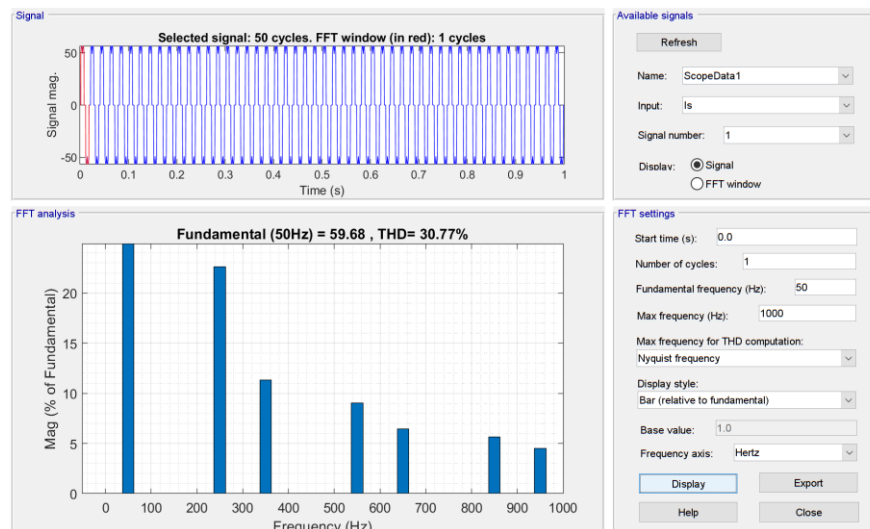 Signal
Selected signal: 50 cycles. FFT window (in red): 1 cycles
Signal mag.
50
0
-50
0 0.1 0.2 0.3 0.4 0.5 0.6 0.7 0.8 0.9 1
Time (s)
Available signals
Refresh
Name: ScopeData1
Input: Is
Signal number: 1
Display: Signal
FFT window
FFT analysis
Fundamental (50Hz) = 59.68 , THD= 30.77%
Mag (% of Fundamental)
20
15
10
5
0
0 100 200 300 400 500 600 700 800 900 1000
Frequency (Hz)
FFT settings
Start time (s): 0.0
Number of cycles: 1
Fundamental frequency (Hz): 50
Max frequency (Hz): 1000
Max frequency for THD computation:
Nyquist frequency
Display style:
Bar (relative to fundamental)
Base value: 1.0
Frequency axis: Hertz
Display Export
Help Close